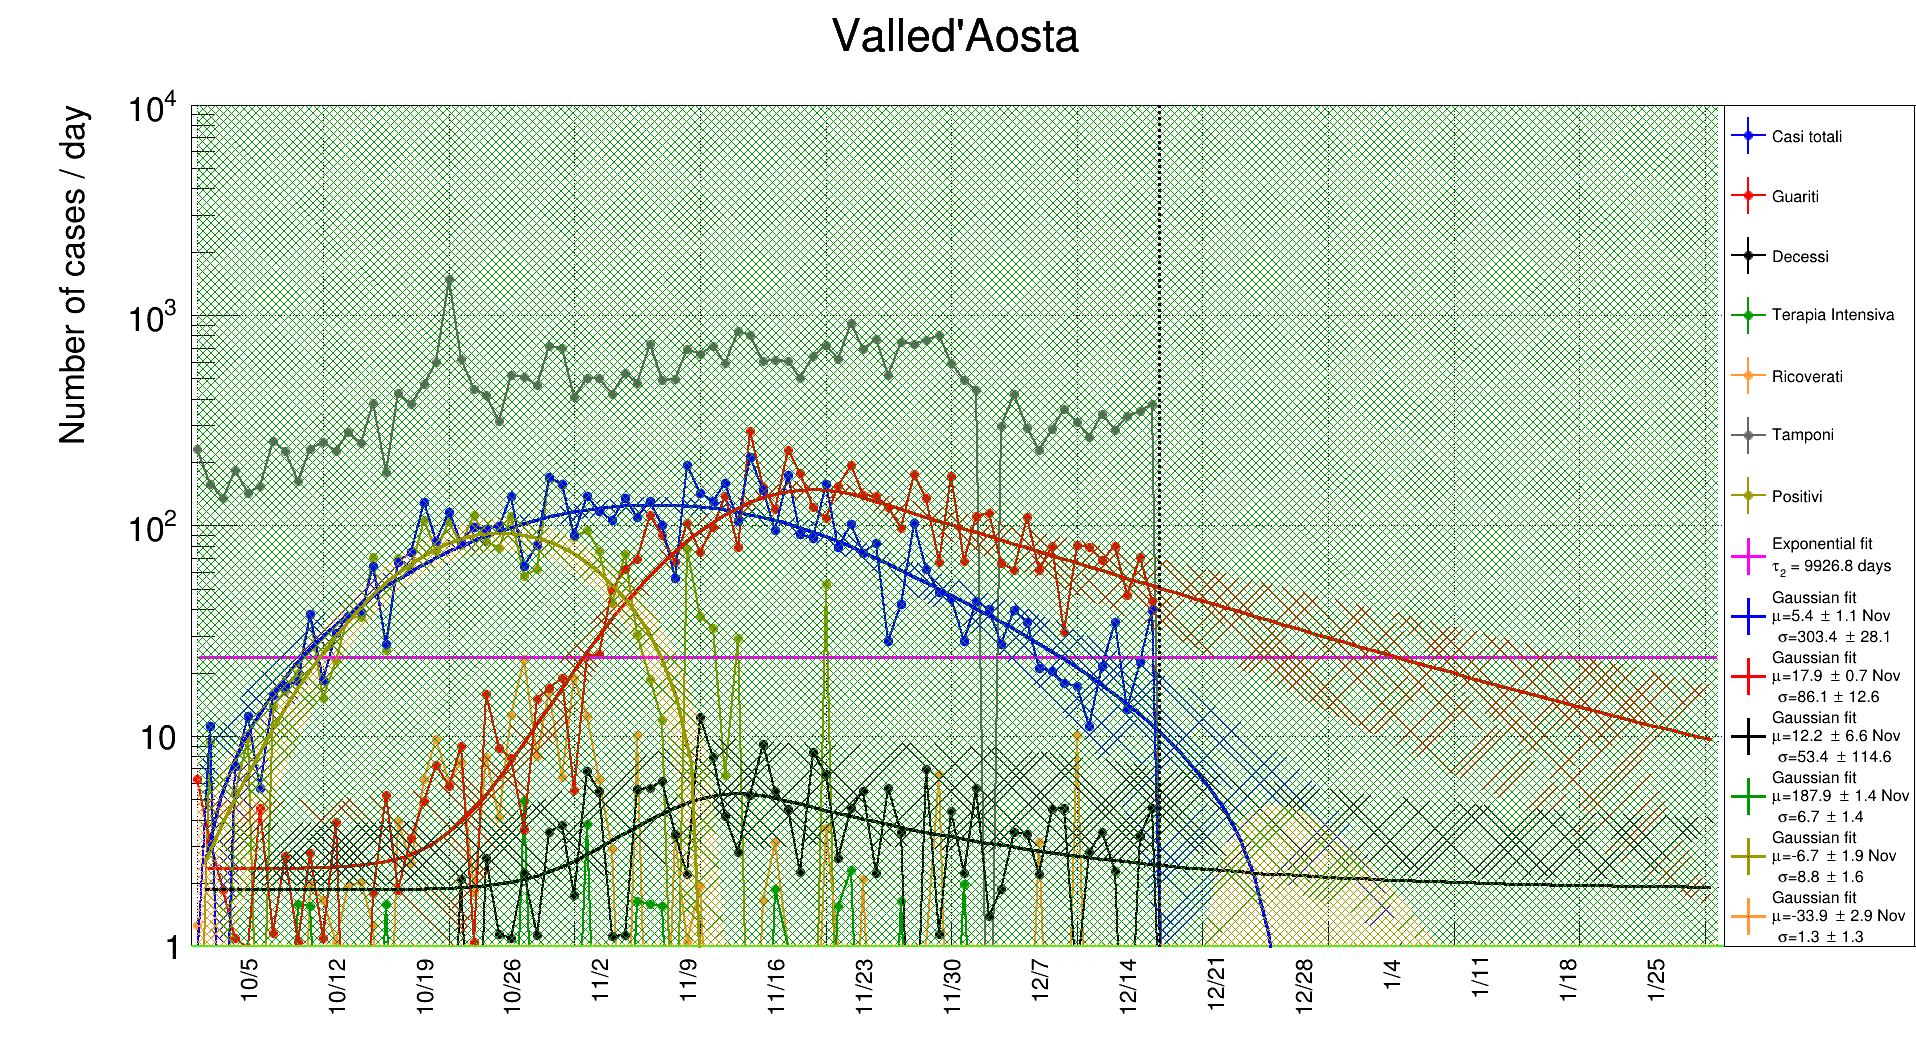 Valled'Aosta
Number of cases / day
10⁴
10³
10²
10
1
10/5
10/12
10/19
10/26
11/2
11/9
11/16
11/23
11/30
12/7
12/14
12/21
12/28
1/4
1/11
1/18
1/25
Casi totali
Guariti
Decessi
Terapia Intensiva
Ricoverati
Tamponi
Positivi
Exponential fit
τ₂ = 9926.8 days
Gaussian fit
μ=5.4 ± 1.1 Nov
σ=303.4 ± 28.1
Gaussian fit
μ=17.9 ± 0.7 Nov
σ=86.1 ± 12.6
Gaussian fit
μ=12.2 ± 6.6 Nov
σ=53.4 ± 114.6
Gaussian fit
μ=187.9 ± 1.4 Nov
σ=6.7 ± 1.4
Gaussian fit
μ=-6.7 ± 1.9 Nov
σ=8.8 ± 1.6
Gaussian fit
μ=-33.9 ± 2.9 Nov
σ=1.3 ± 1.3